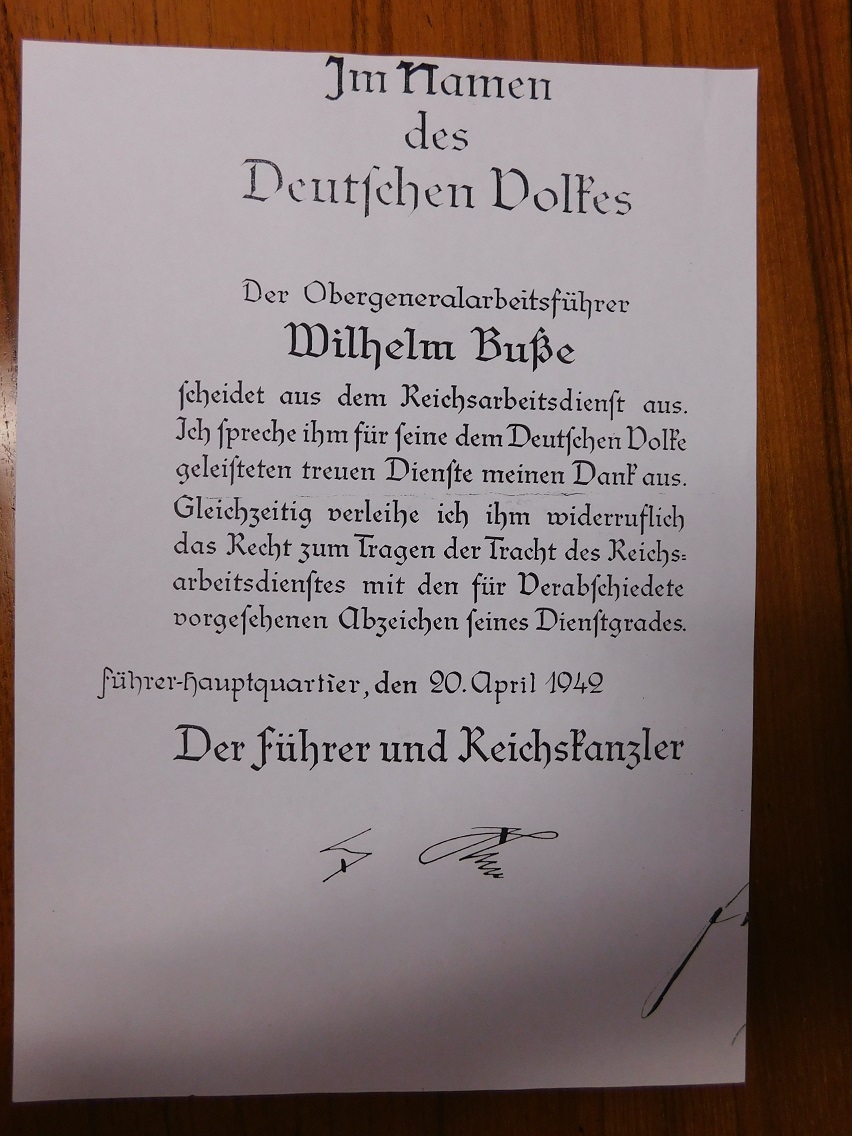 Im Namen
des
Deutschen Volkes
Der Obergeneralarbeitsführer
Wilhelm Buße
scheidet aus dem Reichsarbeitsdienst aus.
Ich spreche ihm für seine dem Deutschen Volke
geleisteten treuen Dienste meinen Dank aus.
Gleichzeitig verleihe ich ihm widerruflich
das Recht zum Tragen der Tracht des Reichs=
arbeitsdienstes mit den für Verabschiedete
vorgesehenen Abzeichen seines Dienstgrades.
Führer-Hauptquartier, den 20. April 1942
Der Führer und Reichskanzler